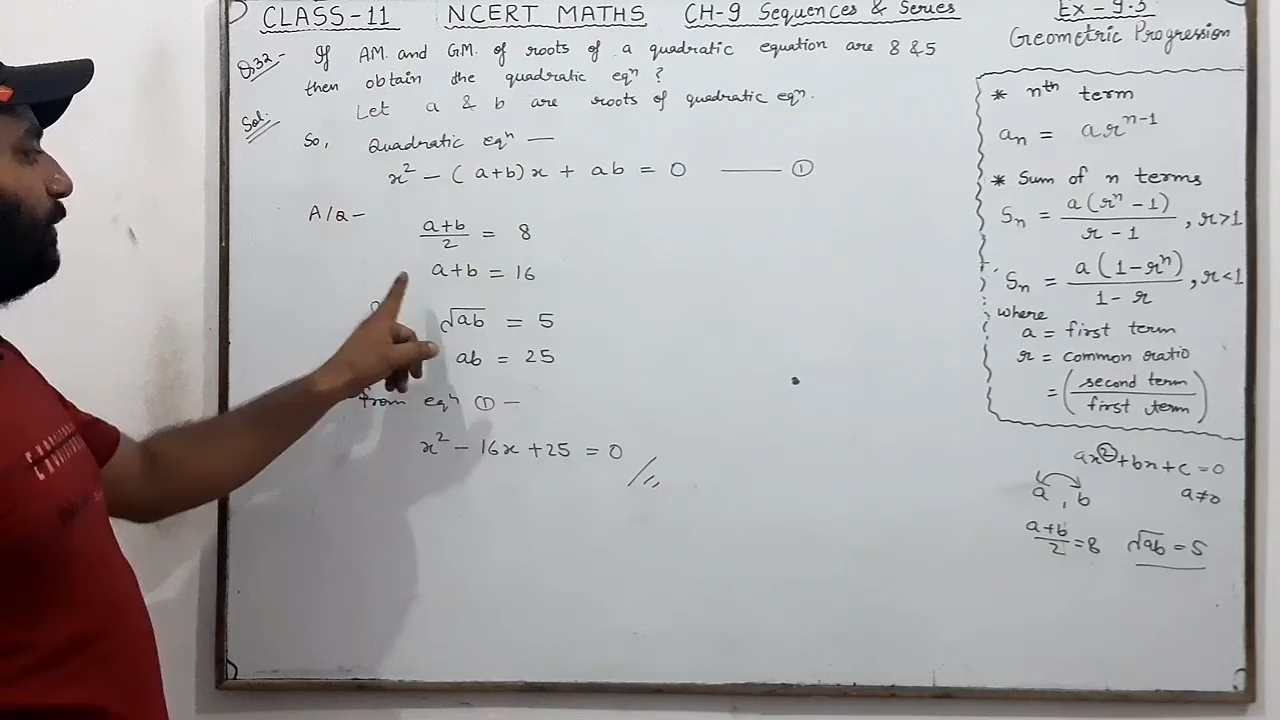 CLASS-11 NCERT MATHS CH-9 Sequences & Series Ex-9.3
Geometric Progression
Q.32- If A.M. and G.M. of roots of a quadratic equation are 8 & 5
then obtain the quadratic eqⁿ ?
Sol:- Let a & b are roots of quadratic eqⁿ.
So, Quadratic eqⁿ —
x² - (a+b)x + ab = 0 —— ①
A/Q-
(a+b)/2 = 8
a+b = 16
√ab = 5
ab = 25
from eqⁿ ① -
x² - 16x + 25 = 0 //
* nth term
aₙ = arⁿ⁻¹
* Sum of n terms
Sₙ = a(rⁿ - 1)/(r - 1), r>1
Sₙ = a(1-rⁿ)/(1-r), r<1
where
a = first term
r = common ratio
= (second term/first term)
ax²+bx+c=0
a, b a≠0
(a+b)/2=8 √ab=5